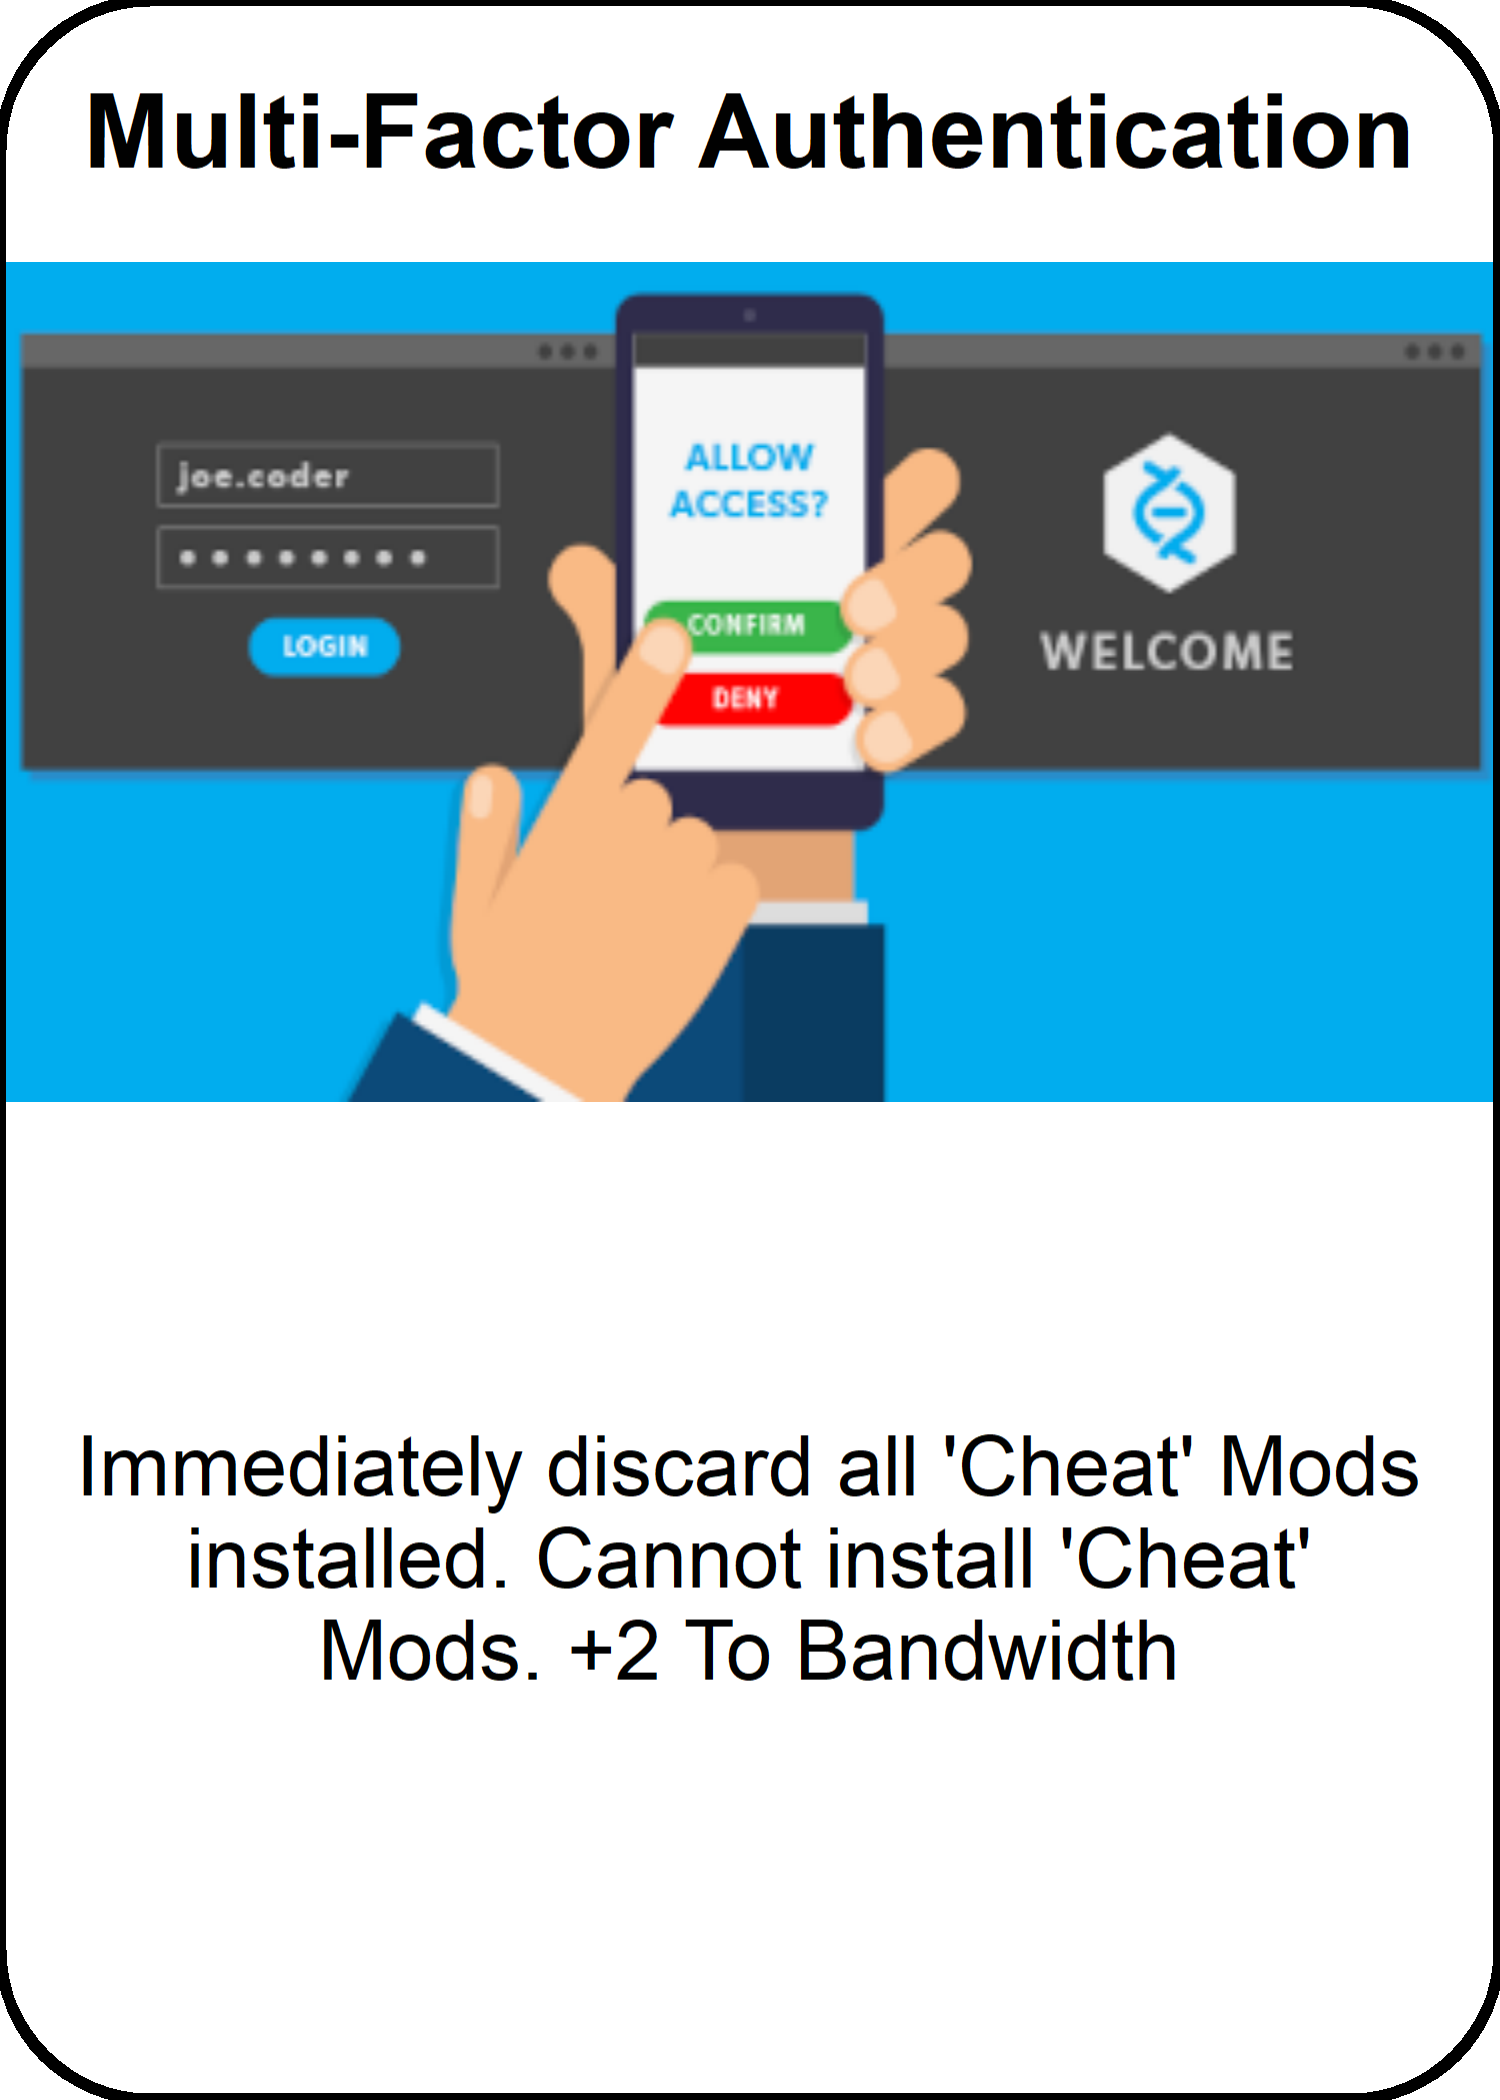 Multi-Factor Authentication
joe.coder
LOGIN
ALLOW
ACCESS?
CONFIRM
DENY
WELCOME
Immediately discard all 'Cheat' Mods
installed. Cannot install 'Cheat'
Mods. +2 To Bandwidth